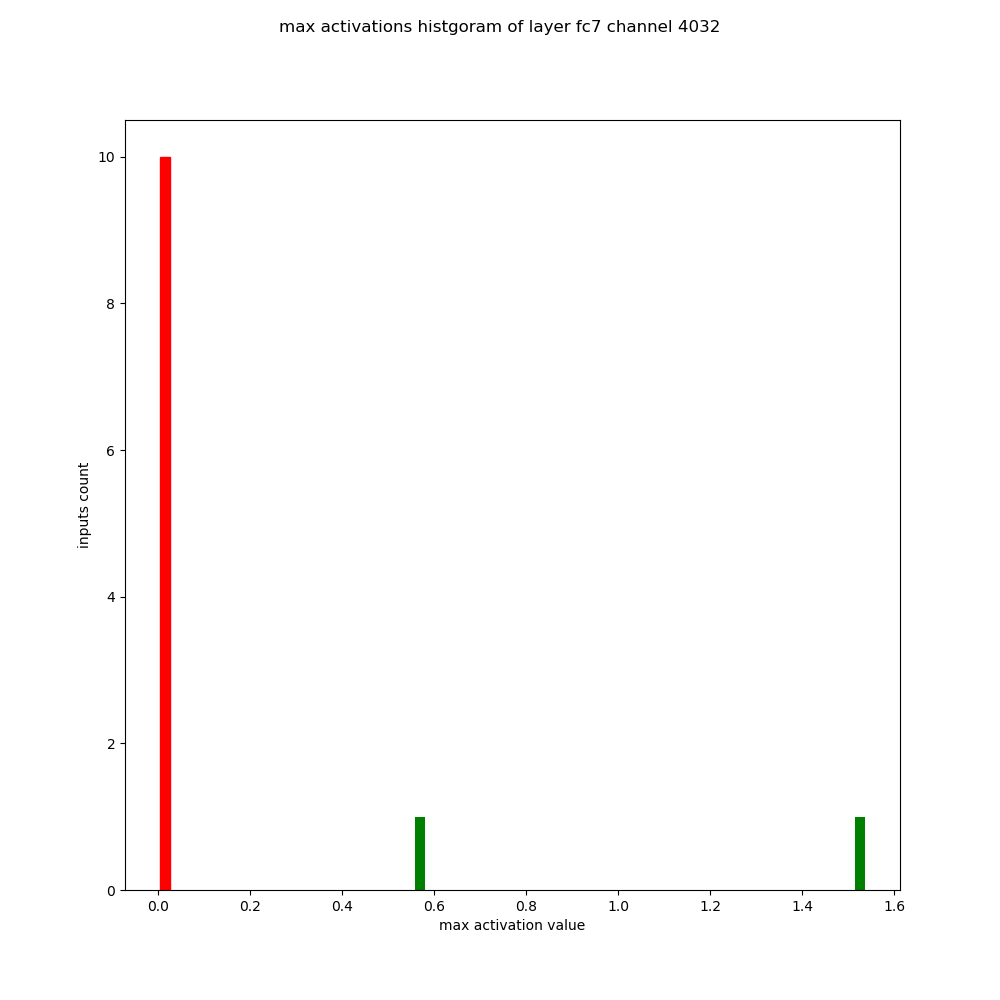 max activations histgoram of layer fc7 channel 4032
10
8
6
4
2
0
inputs count
0.0 0.2 0.4 0.6 0.8 1.0 1.2 1.4 1.6
max activation value